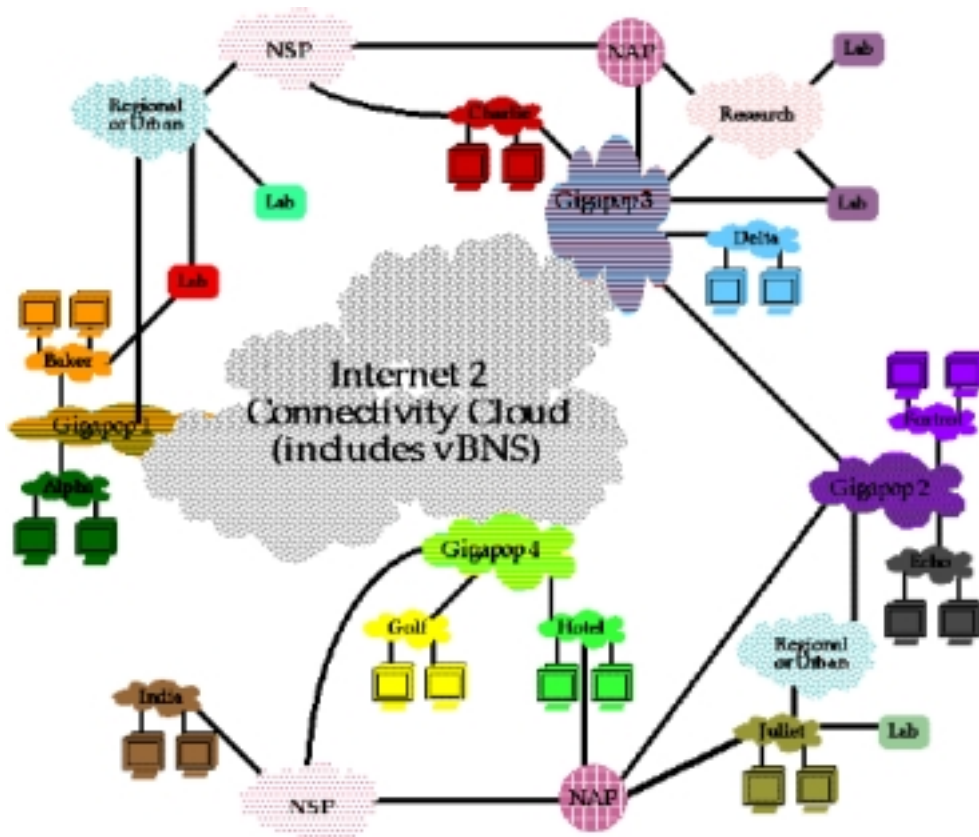 NSP
NAP
Lab
Regional
or Urban
Charlie
Research
Lab
Gigapop 3
Lab
Delta
Lab
Baker
Internet 2
Connectivity Cloud
(includes vBNS)
Gigapop 1
Foxtrot
Alpha
Gigapop 2
Gigapop 4
Echo
Golf
Hotel
Regional
or Urban
India
Juliet
Lab
NSP
NAP